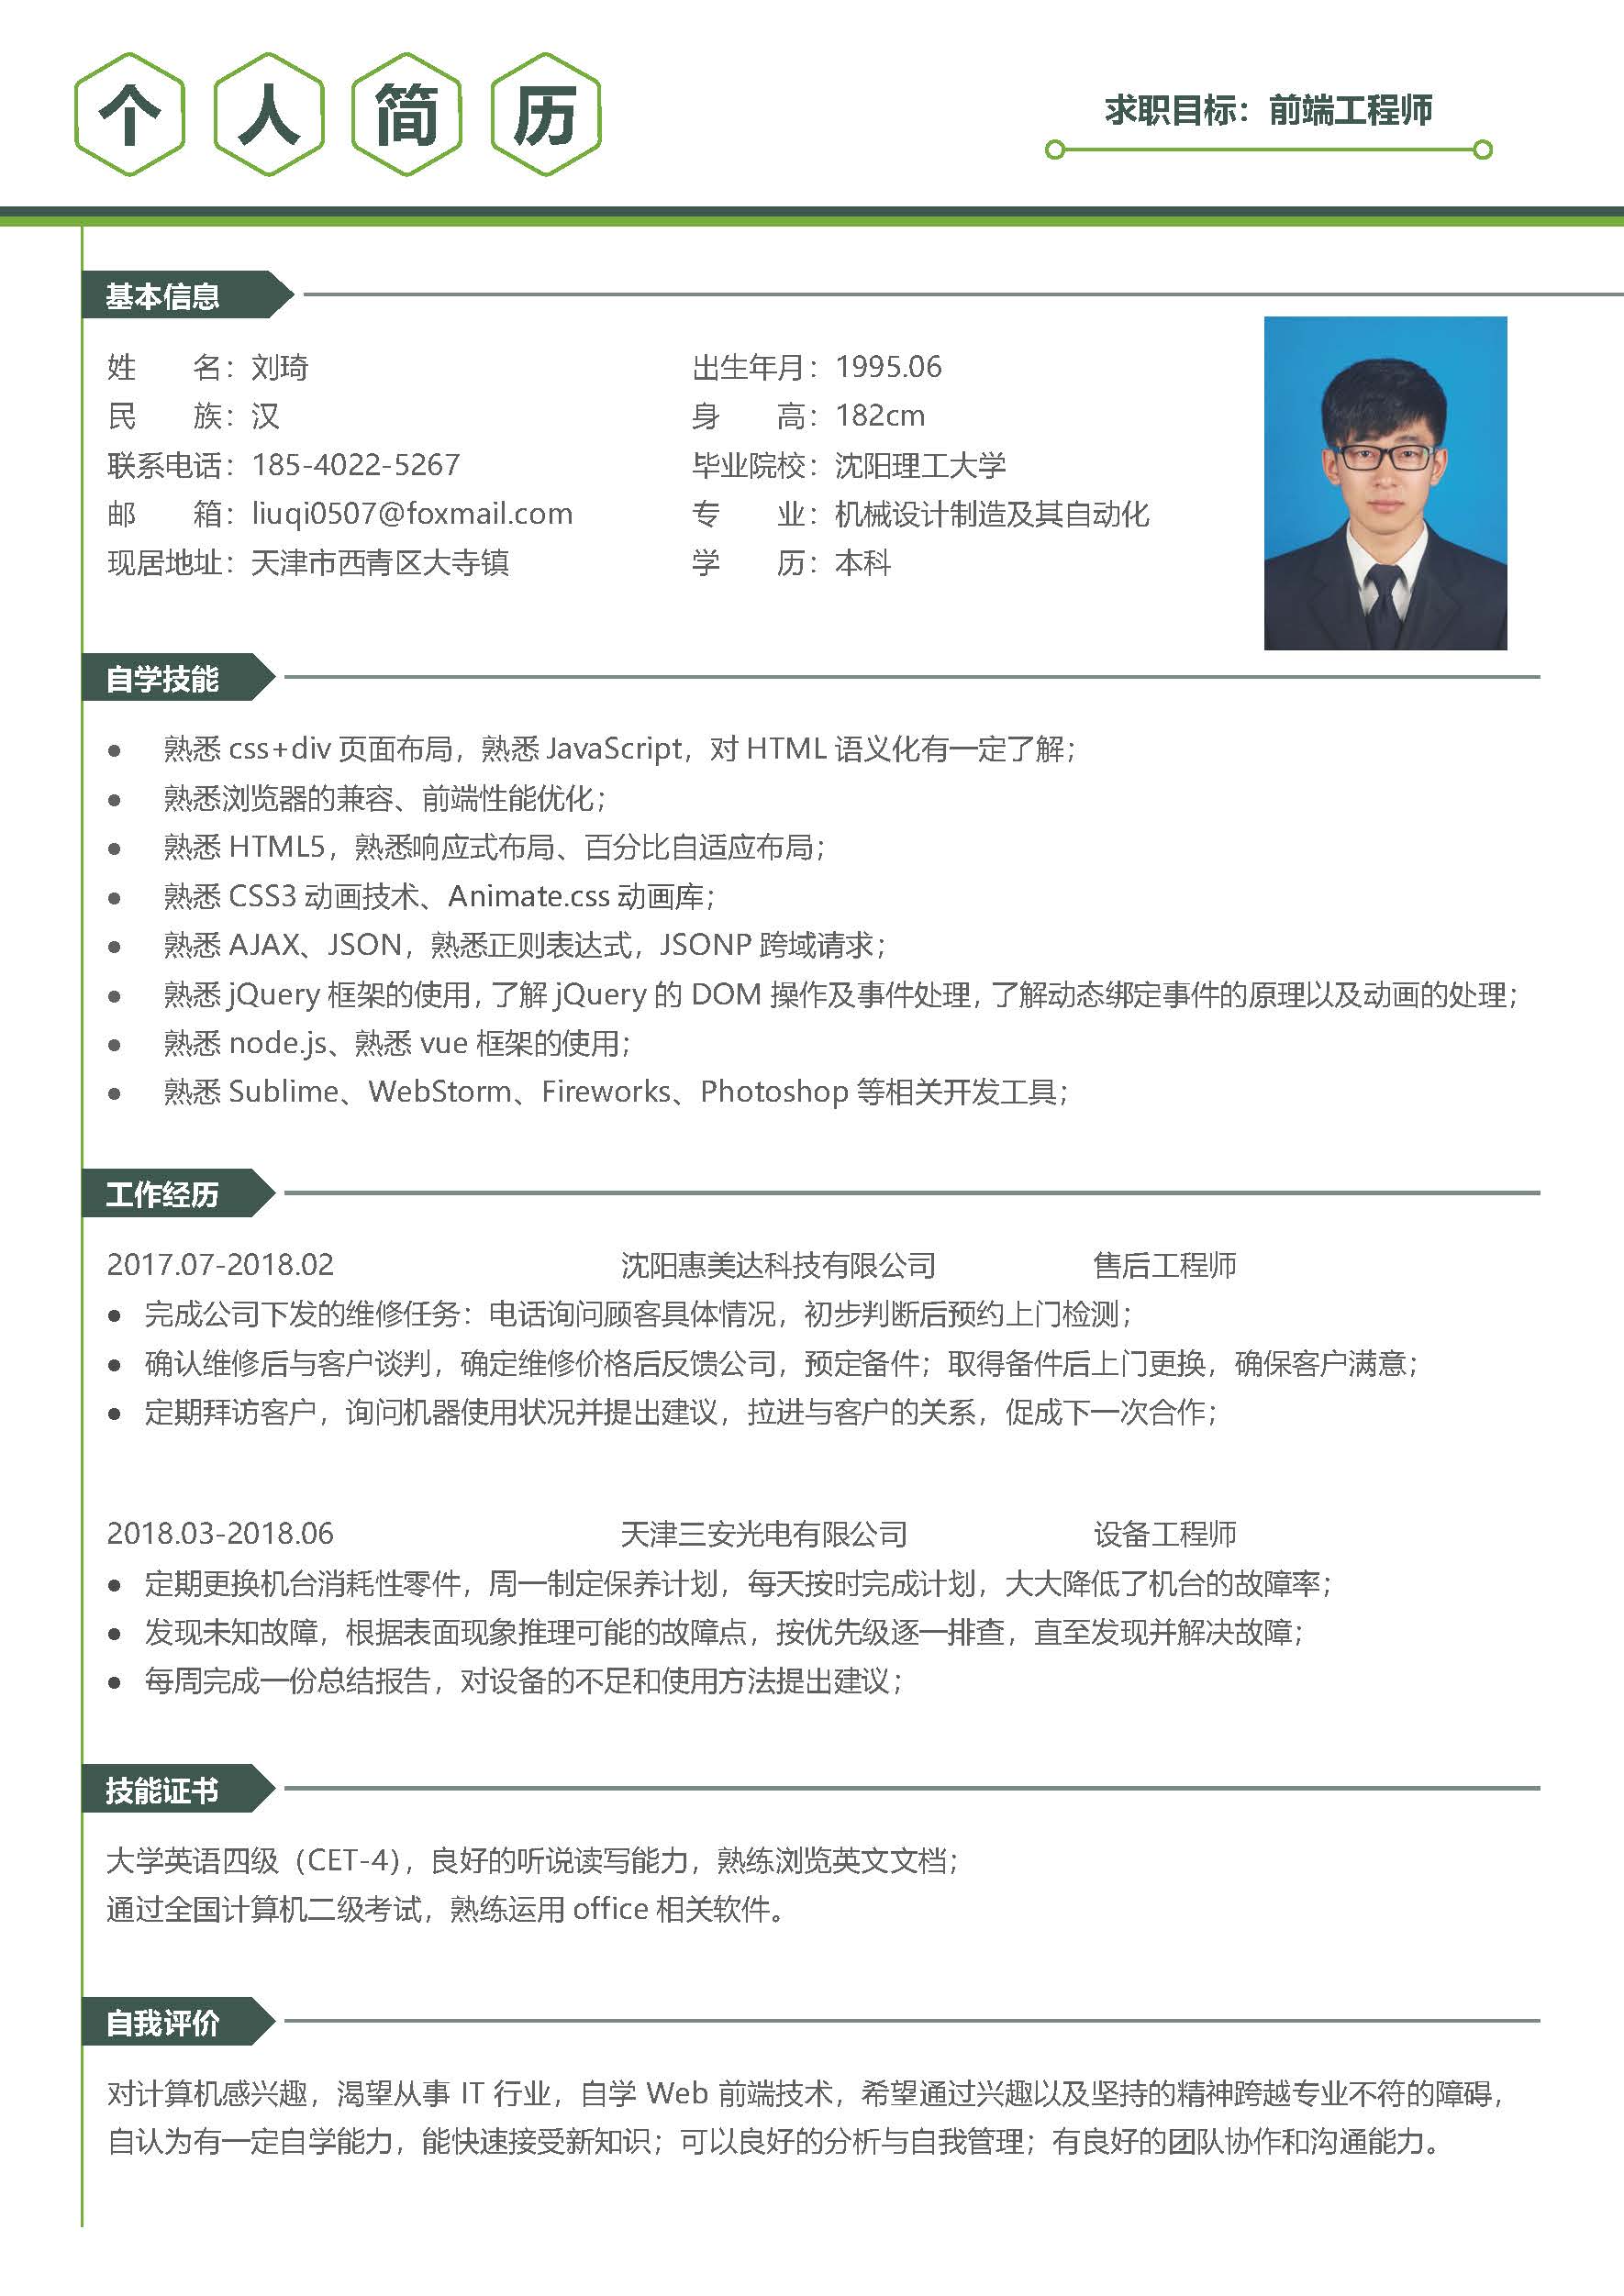 个人简历
求职目标：前端工程师
基本信息
姓　　名：刘琦
出生年月：1995.06
民　　族：汉
身　　高：182cm
联系电话：185-4022-5267
毕业院校：沈阳理工大学
邮　　箱：liuqi0507@foxmail.com
专　　业：机械设计制造及其自动化
现居地址：天津市西青区大寺镇
学　　历：本科
自学技能
● 熟悉 css+div 页面布局，熟悉 JavaScript，对 HTML 语义化有一定了解；
● 熟悉浏览器的兼容、前端性能优化；
● 熟悉 HTML5，熟悉响应式布局、百分比自适应布局；
● 熟悉 CSS3 动画技术、Animate.css 动画库；
● 熟悉 AJAX、JSON，熟悉正则表达式，JSONP 跨域请求；
● 熟悉 jQuery 框架的使用，了解 jQuery 的 DOM 操作及事件处理，了解动态绑定事件的原理以及动画的处理；
● 熟悉 node.js、熟悉 vue 框架的使用；
● 熟悉 Sublime、WebStorm、Fireworks、Photoshop 等相关开发工具；
工作经历
2017.07-2018.02 沈阳惠美达科技有限公司 售后工程师
● 完成公司下发的维修任务：电话询问顾客具体情况，初步判断后预约上门检测；
● 确认维修后与客户谈判，确定维修价格后反馈公司，预定备件；取得备件后上门更换，确保客户满意；
● 定期拜访客户，询问机器使用状况并提出建议，拉进与客户的关系，促成下一次合作；
2018.03-2018.06 天津三安光电有限公司 设备工程师
● 定期更换机台消耗性零件，周一制定保养计划，每天按时完成计划，大大降低了机台的故障率；
● 发现未知故障，根据表面现象推理可能的故障点，按优先级逐一排查，直至发现并解决故障；
● 每周完成一份总结报告，对设备的不足和使用方法提出建议；
技能证书
大学英语四级（CET-4），良好的听说读写能力，熟练浏览英文文档；
通过全国计算机二级考试，熟练运用 office 相关软件。
自我评价
对计算机感兴趣，渴望从事 IT 行业，自学 Web 前端技术，希望通过兴趣以及坚持的精神跨越专业不符的障碍，
自认为有一定自学能力，能快速接受新知识；可以良好的分析与自我管理；有良好的团队协作和沟通能力。